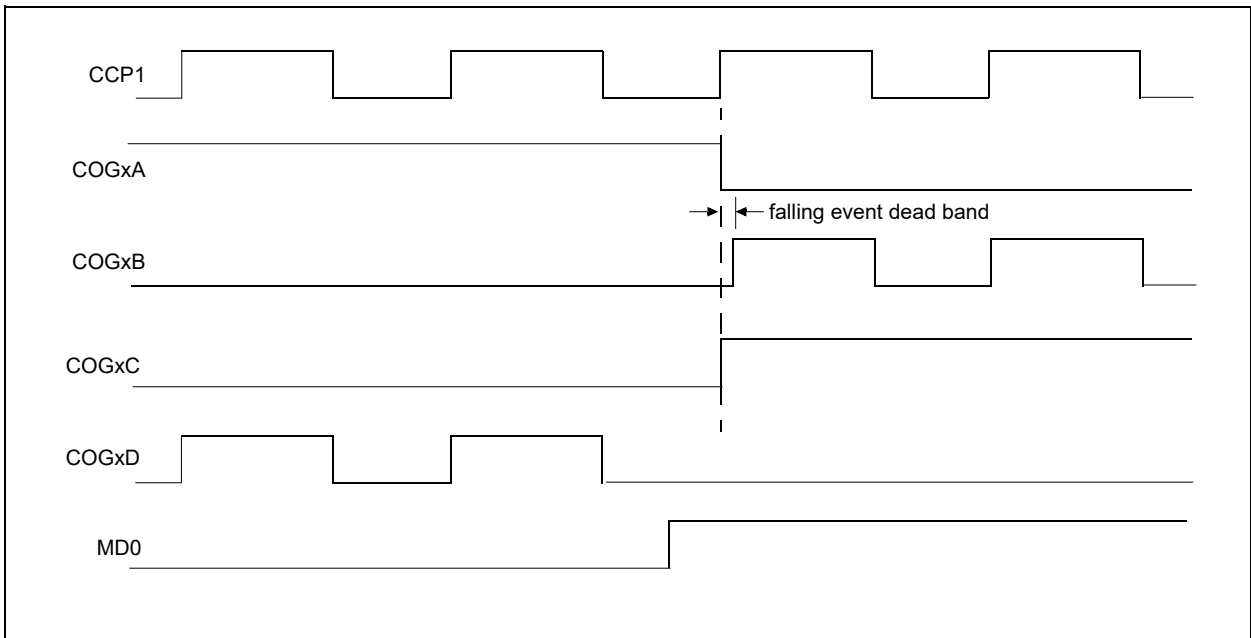 CCP1
COGxA
falling event dead band
COGxB
COGxC
COGxD
MD0